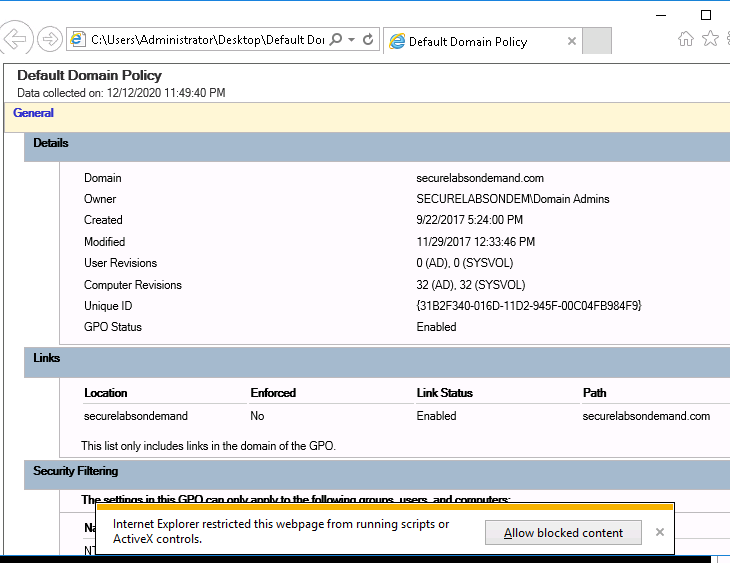 C:\Users\Administrator\Desktop\Default Do
Default Domain Policy
Default Domain Policy
Data collected on: 12/12/2020 11:49:40 PM
General
Details
Domain securelabsondemand.com
Owner SECURELABSONDEM\Domain Admins
Created 9/22/2017 5:24:00 PM
Modified 11/29/2017 12:33:46 PM
User Revisions 0 (AD), 0 (SYSVOL)
Computer Revisions 32 (AD), 32 (SYSVOL)
Unique ID {31B2F340-016D-11D2-945F-00C04FB984F9}
GPO Status Enabled
Links
Location Enforced Link Status Path
securelabsondemand No Enabled securelabsondemand.com
This list only includes links in the domain of the GPO.
Security Filtering
The settings in this GPO can only apply to the following groups, users, and computers:
Na
NT
Internet Explorer restricted this webpage from running scripts or
ActiveX controls.
Allow blocked content